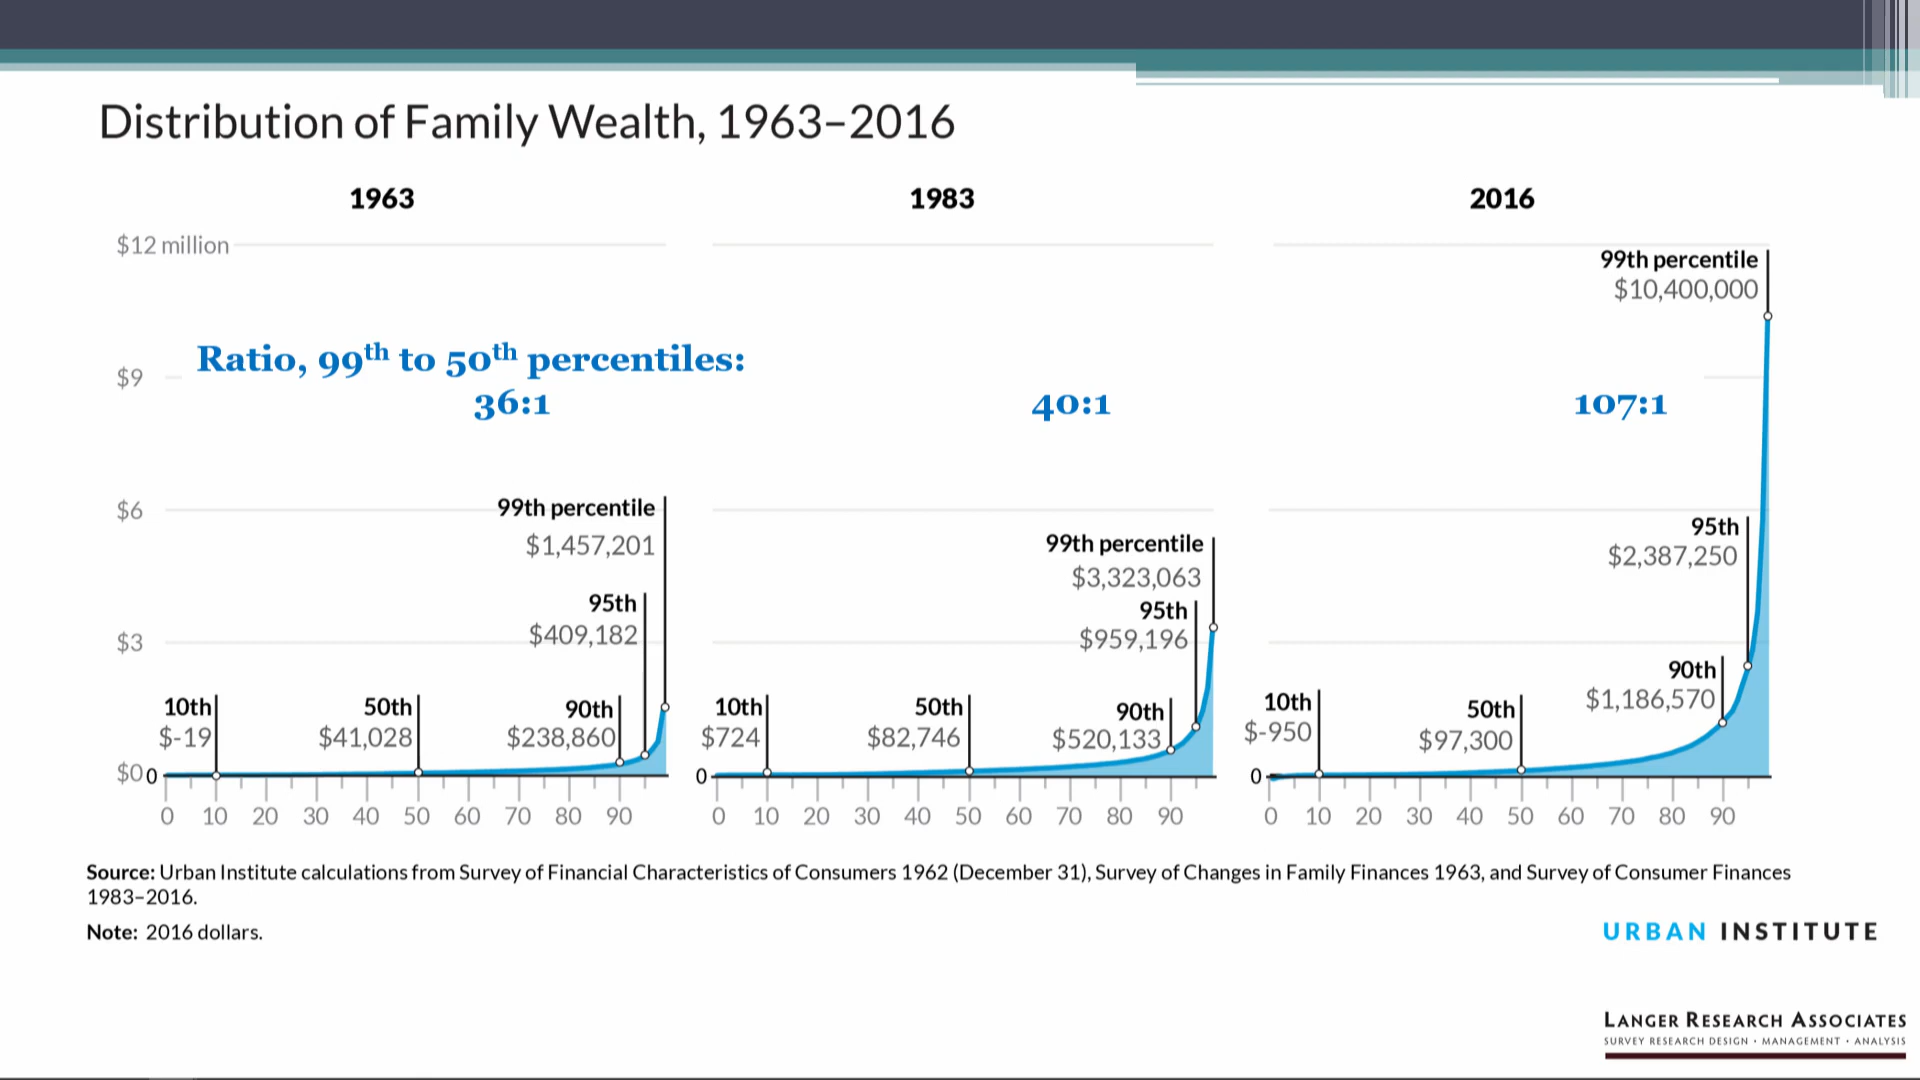 Distribution of Family Wealth, 1963–2016
1963
1983
2016
$12 million
$9
$6
$3
$0
Ratio, 99th to 50th percentiles:
36:1
40:1
107:1
10th
$-19
50th
$41,028
90th
$238,860
95th
$409,182
99th percentile
$1,457,201
0
0 10 20 30 40 50 60 70 80 90
10th
$724
50th
$82,746
90th
$520,133
95th
$959,196
99th percentile
$3,323,063
0
0 10 20 30 40 50 60 70 80 90
10th
$-950
50th
$97,300
90th
$1,186,570
95th
$2,387,250
99th percentile
$10,400,000
0
0 10 20 30 40 50 60 70 80 90
Source: Urban Institute calculations from Survey of Financial Characteristics of Consumers 1962 (December 31), Survey of Changes in Family Finances 1963, and Survey of Consumer Finances
1983–2016.
Note: 2016 dollars.
URBAN INSTITUTE
LANGER RESEARCH ASSOCIATES
SURVEY RESEARCH DESIGN · MANAGEMENT · ANALYSIS